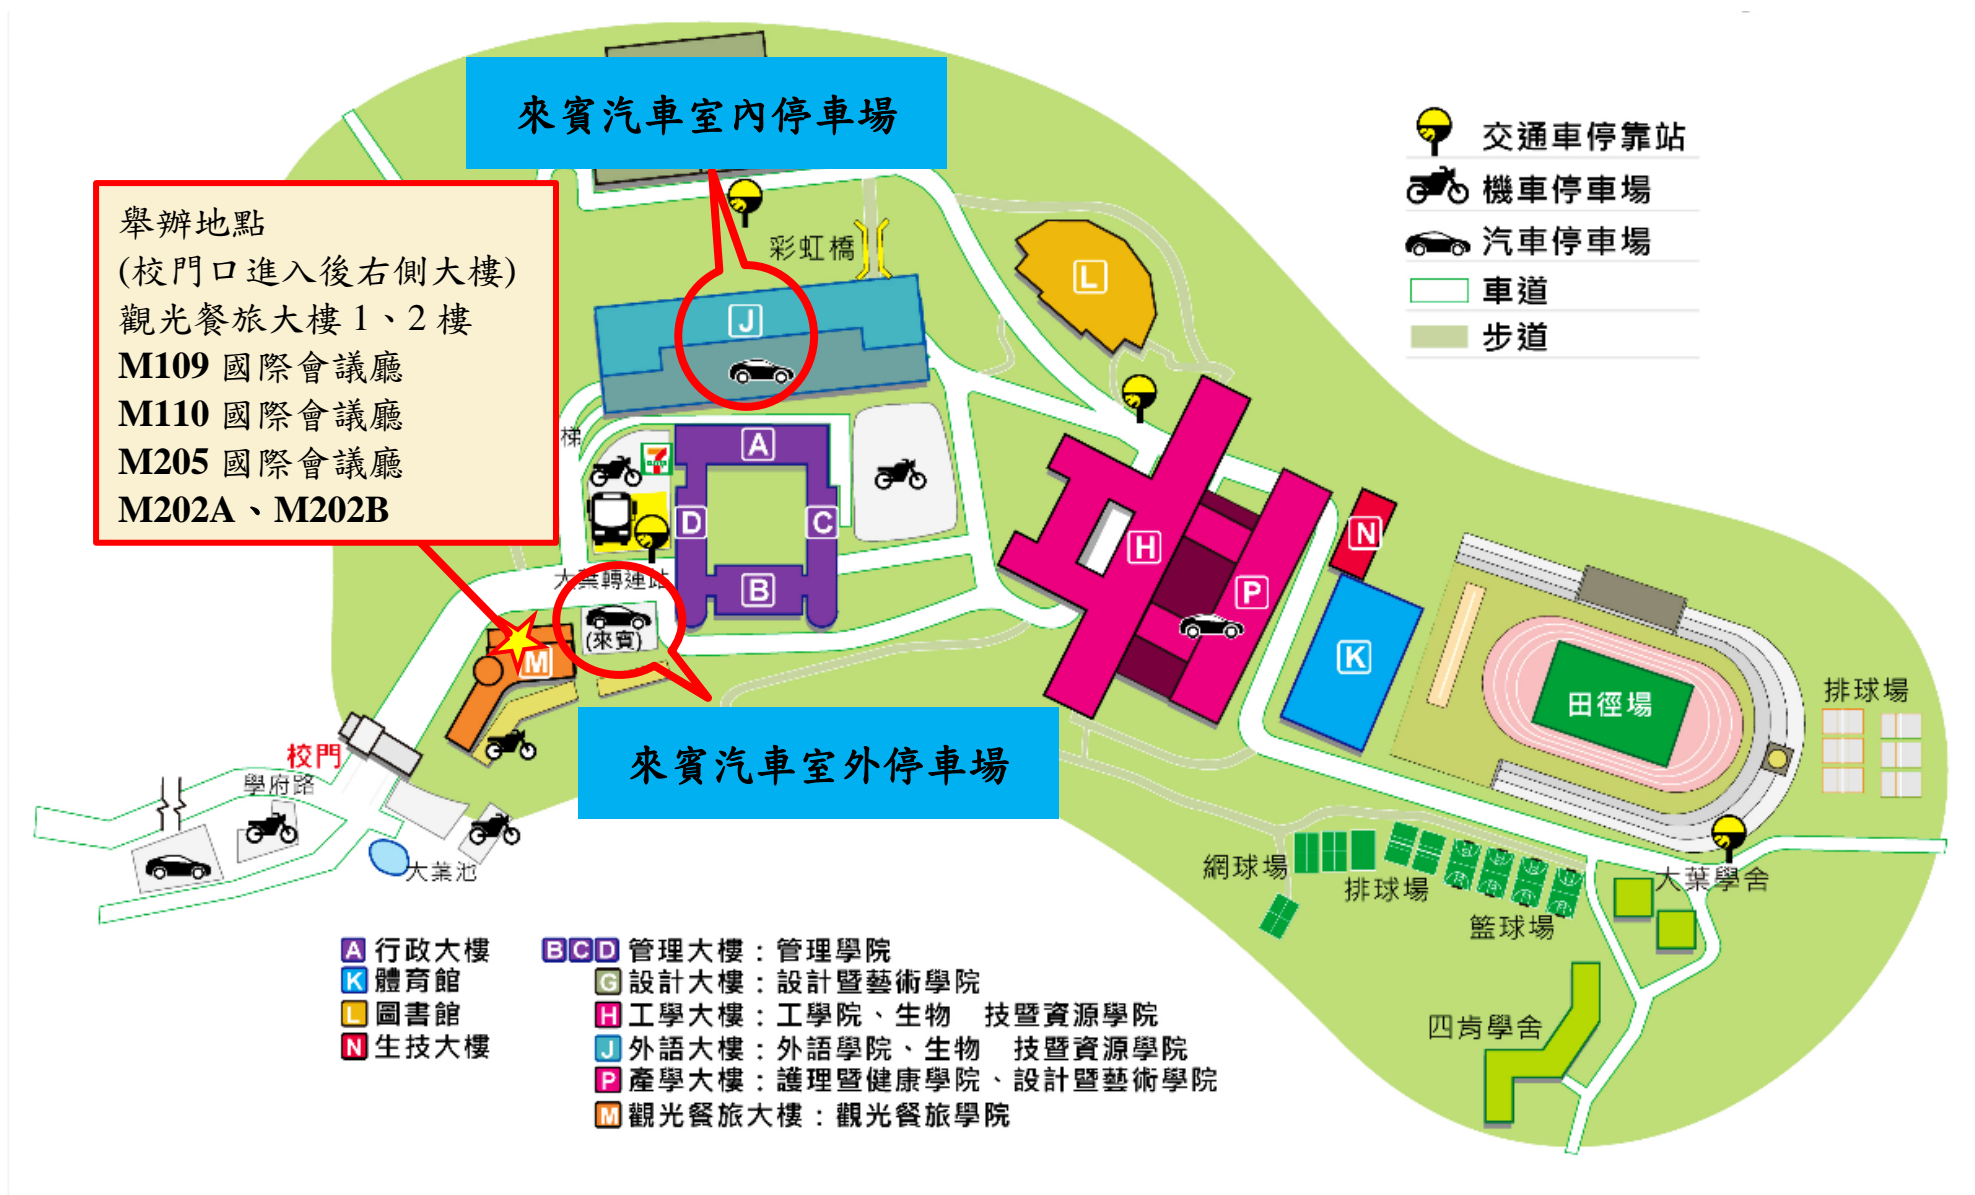 來賓汽車室內停車場
舉辦地點
(校門口進入後右側大樓)
觀光餐旅大樓 1、2 樓
M109 國際會議廳
M110 國際會議廳
M205 國際會議廳
M202A、M202B
交通車停靠站
機車停車場
汽車停車場
車道
步道
彩虹橋
L
J
梯
A
7
D
C
B
H
N
P
K
大葉轉運站
(來賓)
M
來賓汽車室外停車場
校門
學府路
大葉池
田徑場
排球場
網球場
排球場
籃球場
大葉學舍
四肯學舍
A 行政大樓
K 體育館
L 圖書館
N 生技大樓
BCD 管理大樓：管理學院
G 設計大樓：設計暨藝術學院
H 工學大樓：工學院、生物 技暨資源學院
J 外語大樓：外語學院、生物 技暨資源學院
P 產學大樓：護理暨健康學院、設計暨藝術學院
M 觀光餐旅大樓：觀光餐旅學院